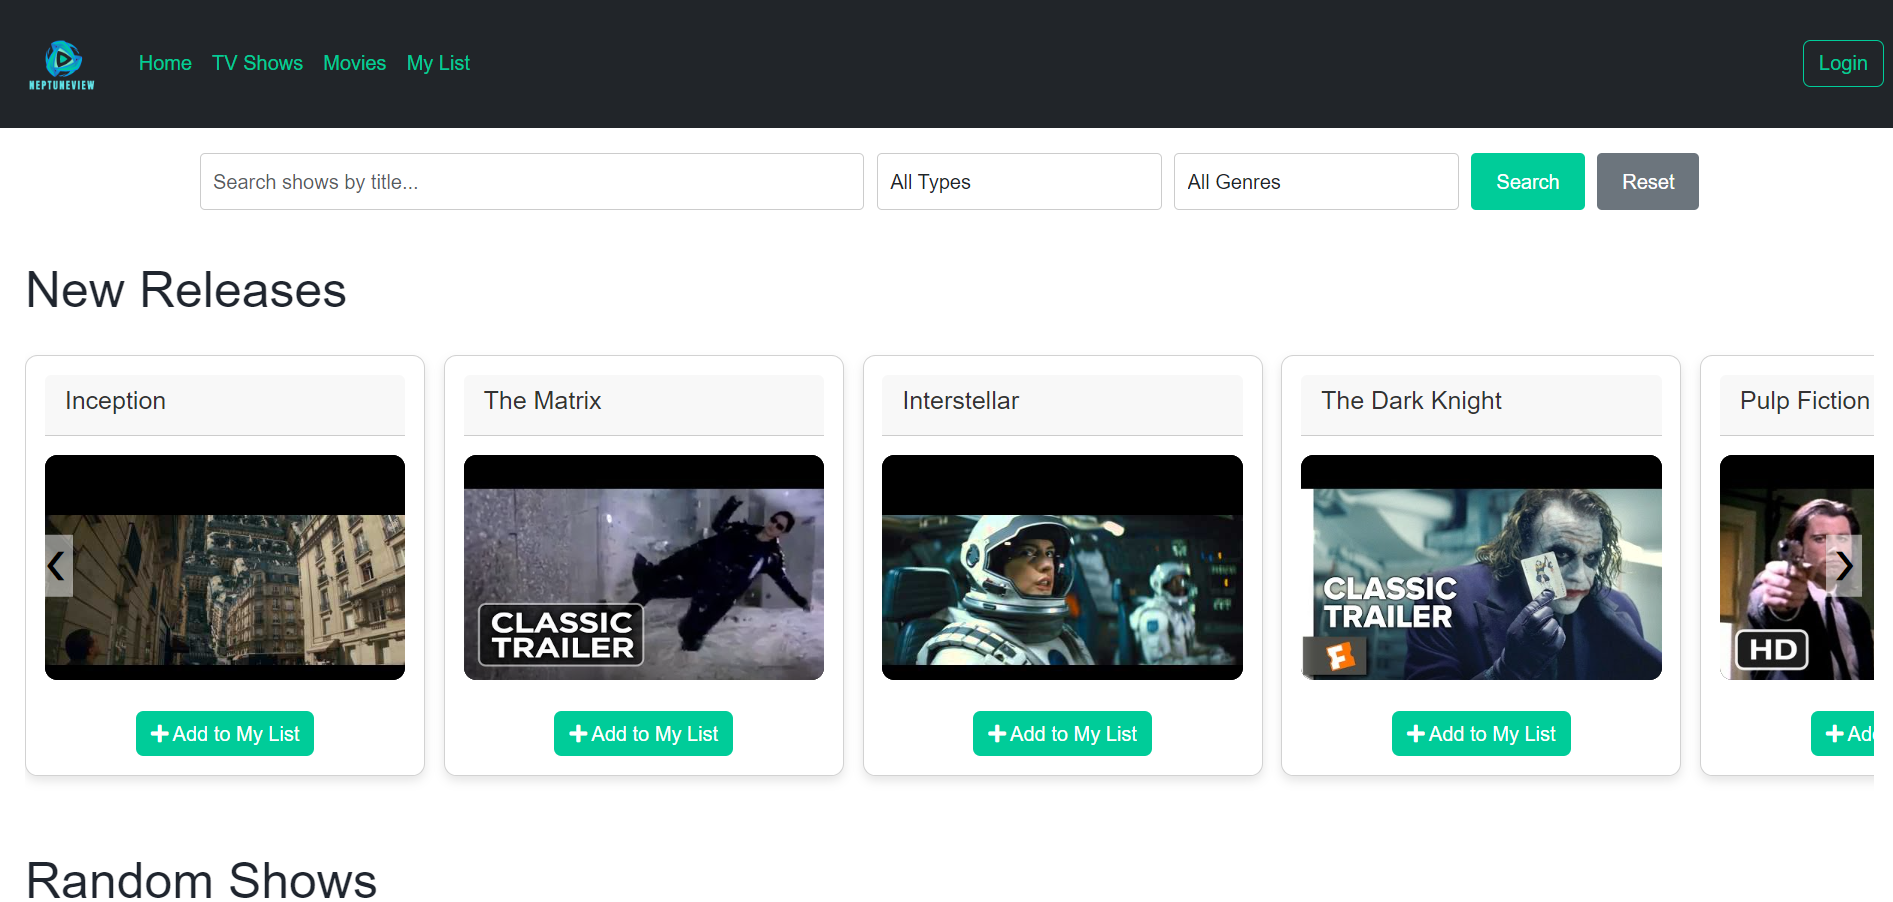 NEPTUNEVIEW
Home TV Shows Movies My List
Login
Search shows by title...
All Types
All Genres
Search
Reset
New Releases
Inception
The Matrix
Interstellar
The Dark Knight
Pulp Fiction
CLASSIC
TRAILER
CLASSIC
TRAILER
F
HD
Add to My List
Add to My List
Add to My List
Add to My List
Ad
Random Shows